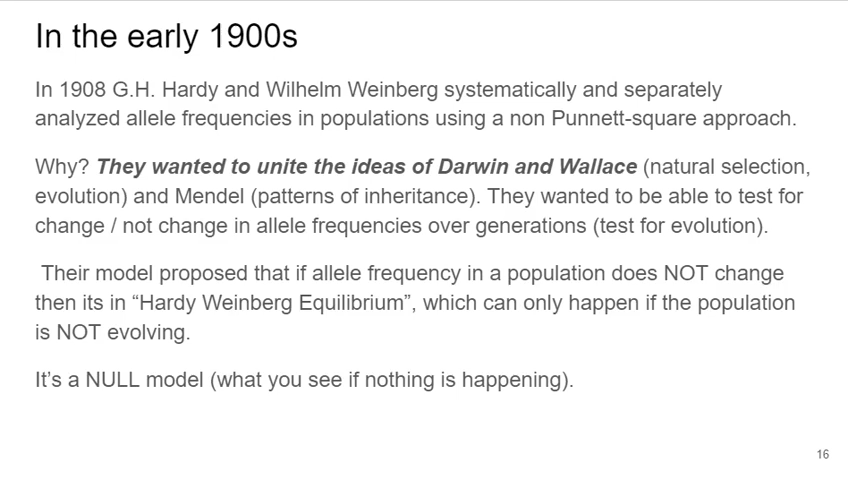 In the early 1900s
In 1908 G.H. Hardy and Wilhelm Weinberg systematically and separately
analyzed allele frequencies in populations using a non Punnett-square approach.
Why? They wanted to unite the ideas of Darwin and Wallace (natural selection,
evolution) and Mendel (patterns of inheritance). They wanted to be able to test for
change / not change in allele frequencies over generations (test for evolution).
Their model proposed that if allele frequency in a population does NOT change
then its in “Hardy Weinberg Equilibrium”, which can only happen if the population
is NOT evolving.
It’s a NULL model (what you see if nothing is happening).
16